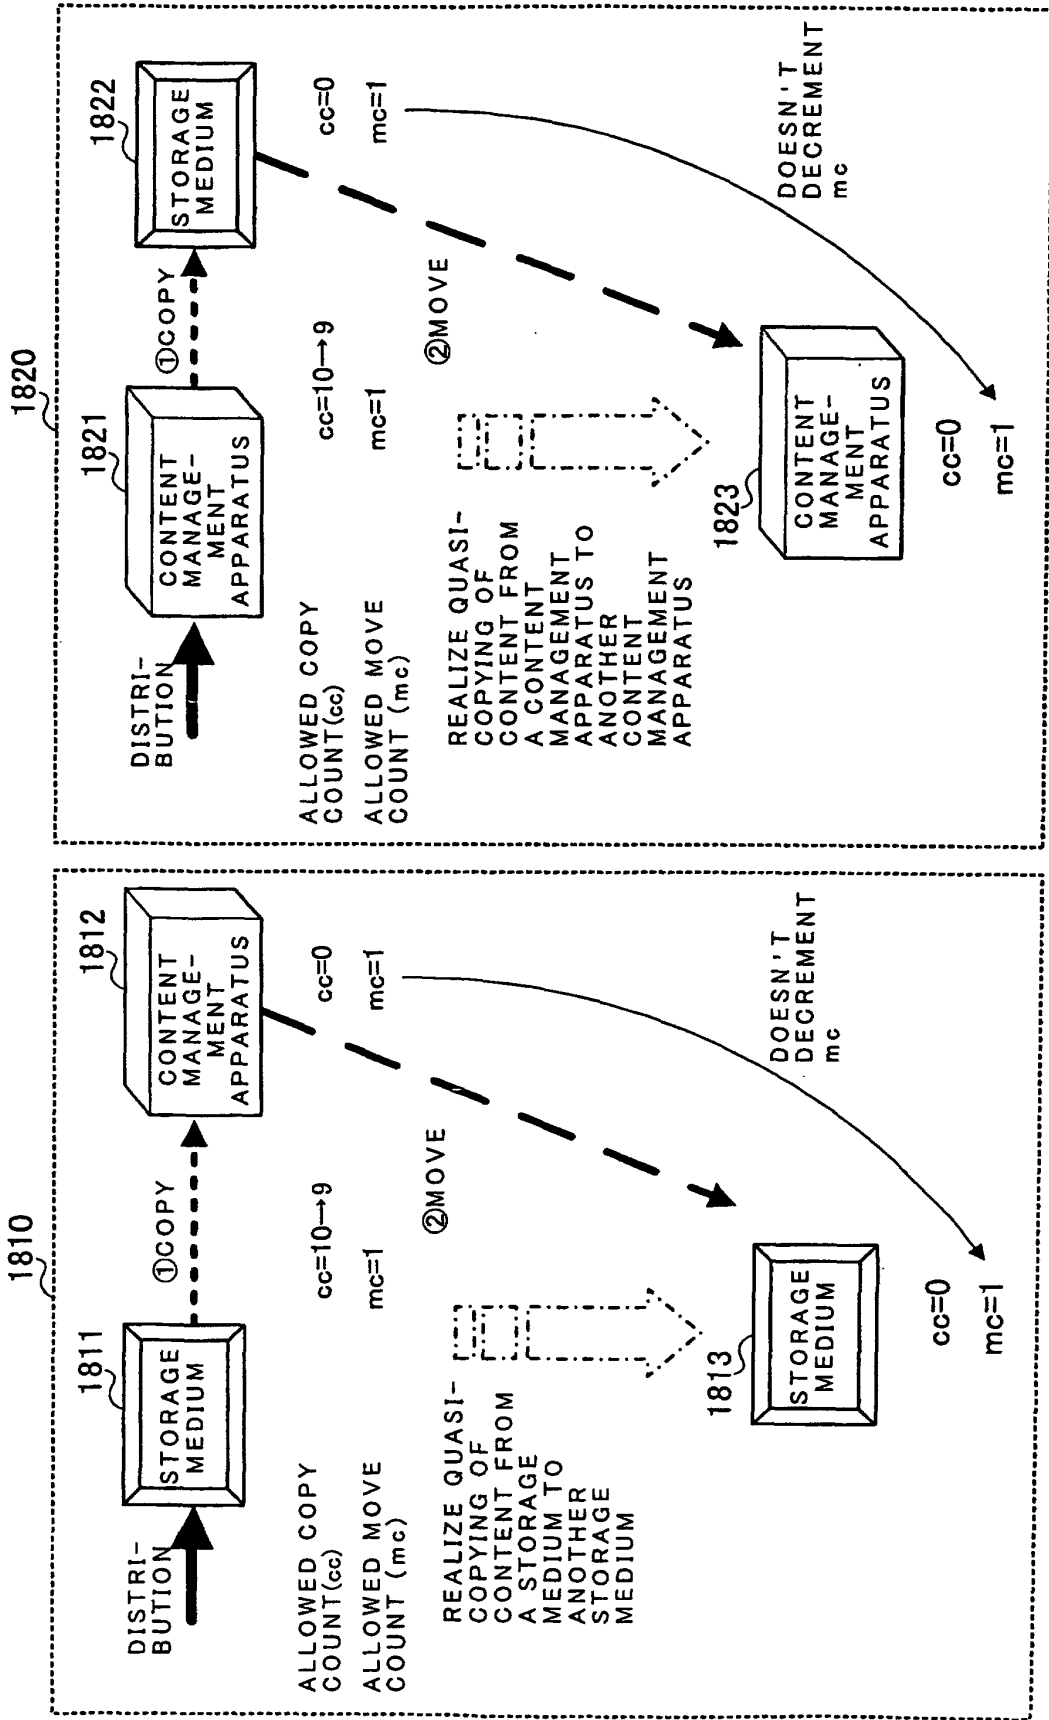 1810
DISTRI-
BUTION
1811
STORAGE
MEDIUM
①COPY
1812
CONTENT
MANAGE-
MENT
APPARATUS
ALLOWED COPY
COUNT(cc)
cc=10→9
cc=0
ALLOWED MOVE
COUNT (mc)
mc=1
mc=1
②MOVE
REALIZE QUASI-
COPYING OF
CONTENT FROM
A STORAGE
MEDIUM TO
ANOTHER
STORAGE
MEDIUM
1813
STORAGE
MEDIUM
DOESN'T
DECREMENT
mc
cc=0
mc=1
1820
DISTRI-
BUTION
1821
CONTENT
MANAGE-
MENT
APPARATUS
①COPY
1822
STORAGE
MEDIUM
ALLOWED COPY
COUNT(cc)
cc=10→9
cc=0
ALLOWED MOVE
COUNT (mc)
mc=1
mc=1
②MOVE
REALIZE QUASI-
COPYING OF
CONTENT FROM
A CONTENT
MANAGEMENT
APPARATUS TO
ANOTHER
CONTENT
MANAGEMENT
APPARATUS
1823
CONTENT
MANAGE-
MENT
APPARATUS
DOESN'T
DECREMENT
mc
cc=0
mc=1